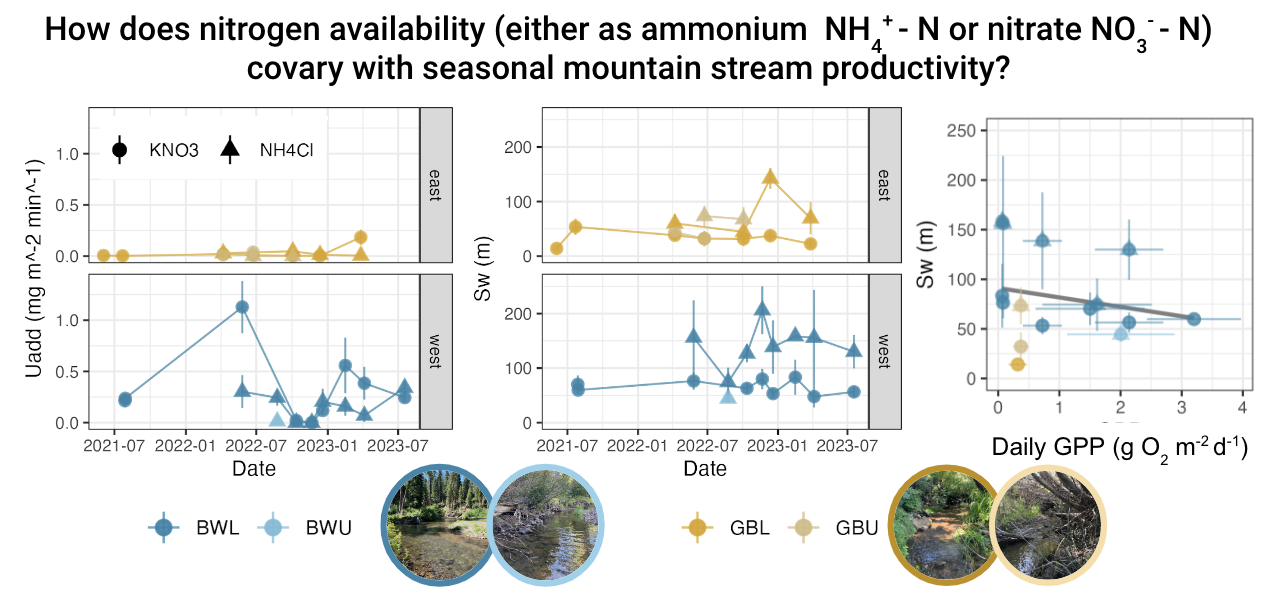 How does nitrogen availability (either as ammonium NH4+ - N or nitrate NO3- - N)
covary with seasonal mountain stream productivity?
Uadd (mg m^-2 min^-1)
KNO3 NH4Cl
1.0
0.5
0.0
east
1.0
0.5
0.0
west
2021-07 2022-01 2022-07 2023-01 2023-07
Date
Sw (m)
200
100
0
east
200
100
0
west
2021-07 2022-01 2022-07 2023-01 2023-07
Date
Sw (m)
250
200
150
100
50
0
0 1 2 3 4
Daily GPP (g O2 m-2 d-1)
BWL BWU
GBL GBU